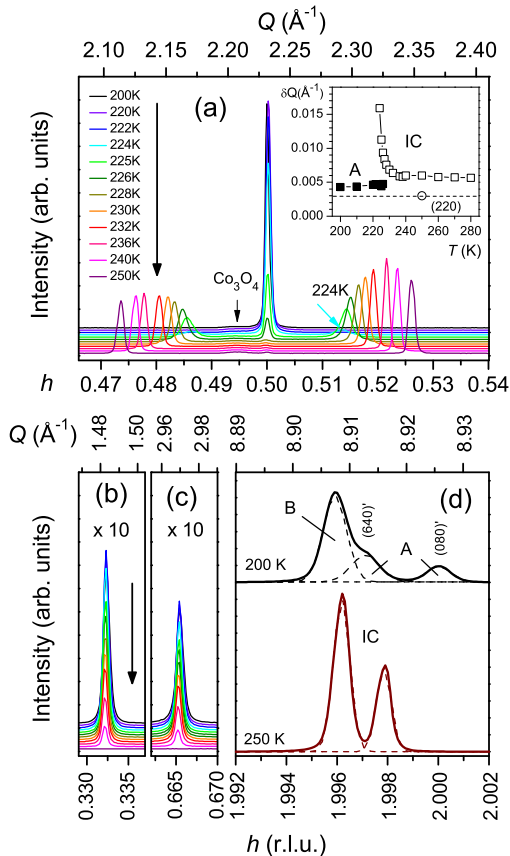 Q (Å-1)
2.10 2.15 2.20 2.25 2.30 2.35 2.40
(a)
200K
220K
222K
224K
225K
226K
228K
230K
232K
236K
240K
250K
Co3O4
224K
δQ(Å-1)
0.015
0.010
0.005
0.000
A
IC
(220)
200 220 240 260 280
T (K)
Intensity (arb. units)
h
0.47 0.48 0.49 0.50 0.51 0.52 0.53 0.54
Q (Å-1)
1.48 1.50 2.96 2.98 8.89 8.90 8.91 8.92 8.93
(b)
x 10
(c)
x 10
(d)
B
(640)'
A
(080)'
200 K
IC
250 K
Intensity (arb. units)
0.330 0.335 0.665 0.670 1.992 1.994 1.996 1.998 2.000 2.002
h (r.l.u.)